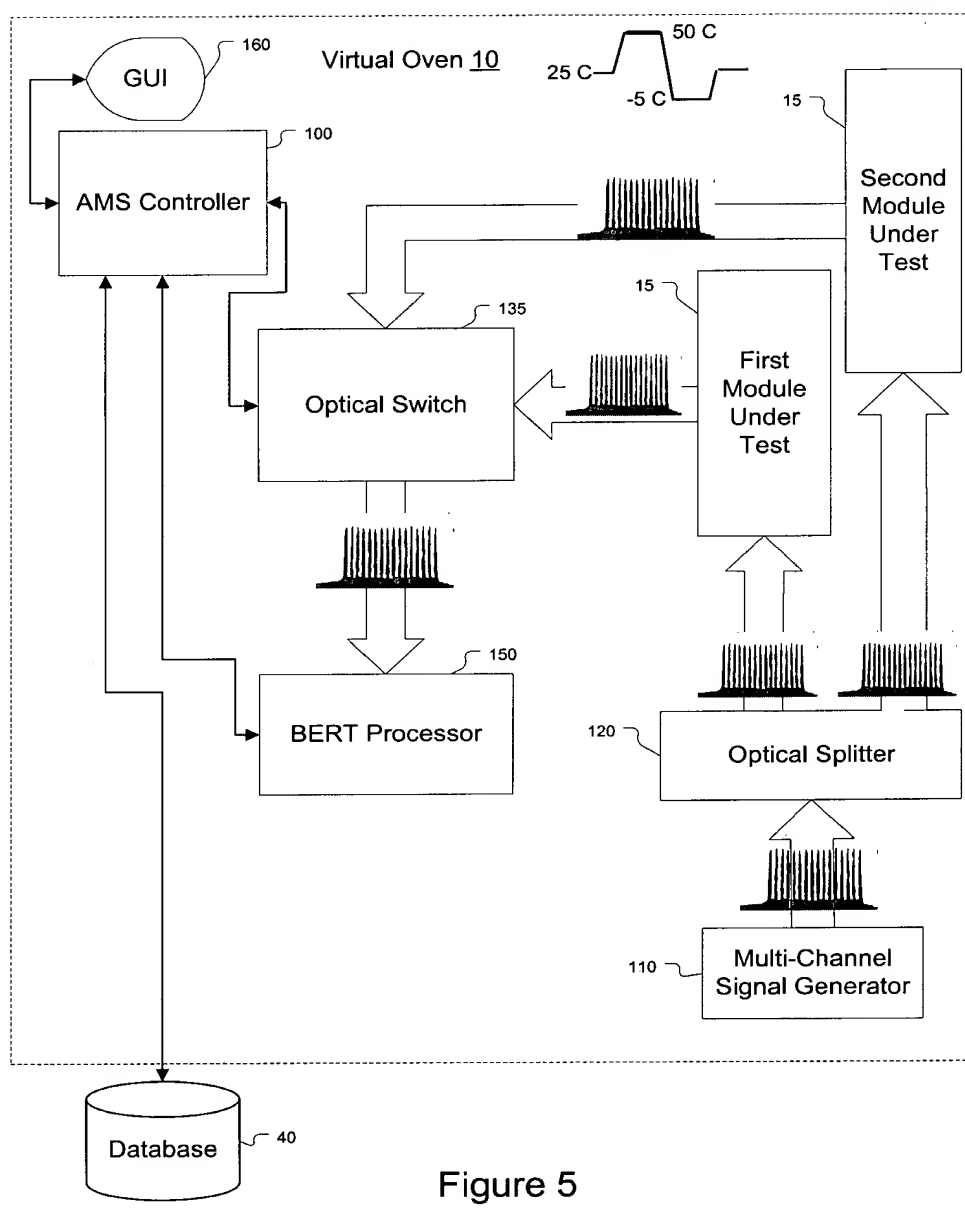 160
GUI
Virtual Oven 10
50 C
25 C
-5 C
15
100
AMS Controller
Second
Module
Under
Test
15
135
Optical Switch
First
Module
Under
Test
150
BERT Processor
120
Optical Splitter
110
Multi-Channel
Signal Generator
Database
40
Figure 5